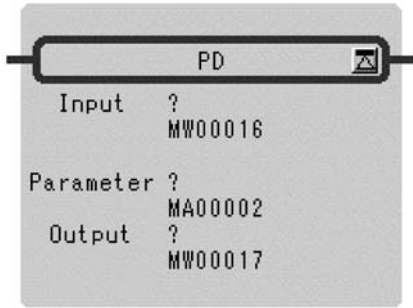 PD
Input ?
MW00016
Parameter ?
MA00002
Output ?
MW00017